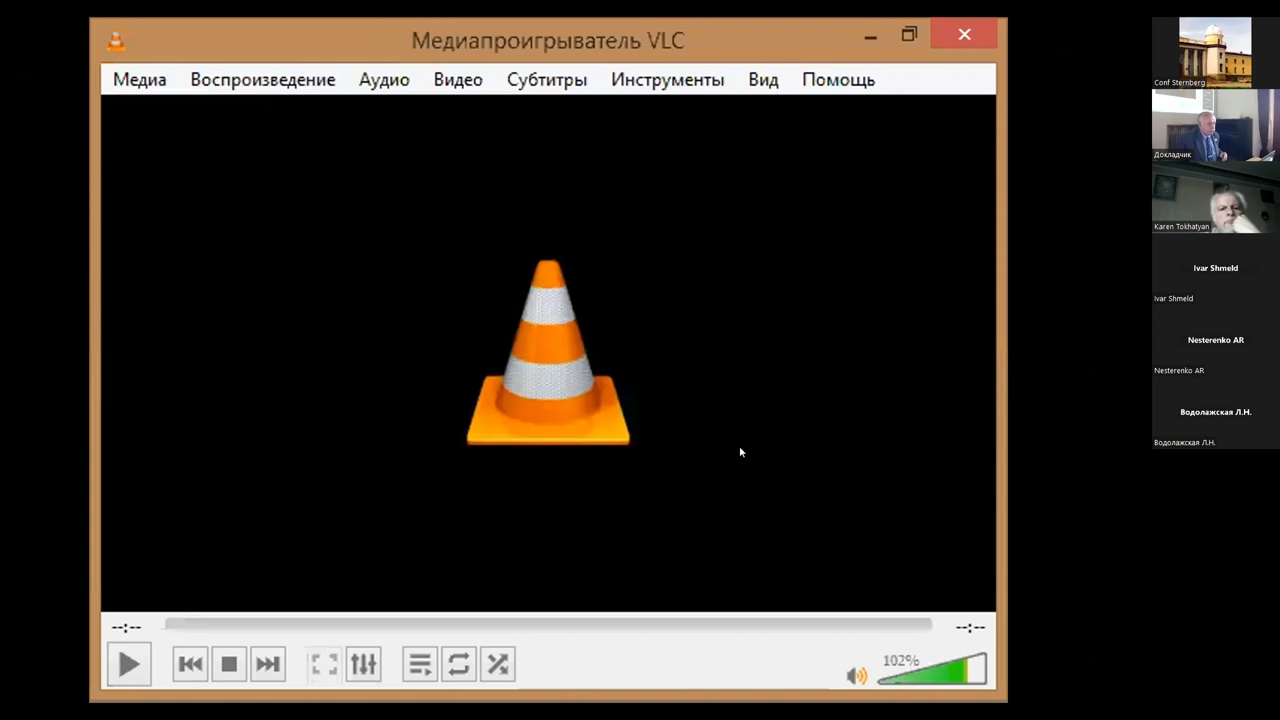 Медиапроигрыватель VLC
Медиа Воспроизведение Аудио Видео Субтитры Инструменты Вид Помощь
--:-- --:--
102%
Conf Sternberg
Докладчик
Karen Tokhatyan
Ivar Shmeld
Ivar Shmeld
Nesterenko AR
Nesterenko AR
Водолажская Л.Н.
Водолажская Л.Н.